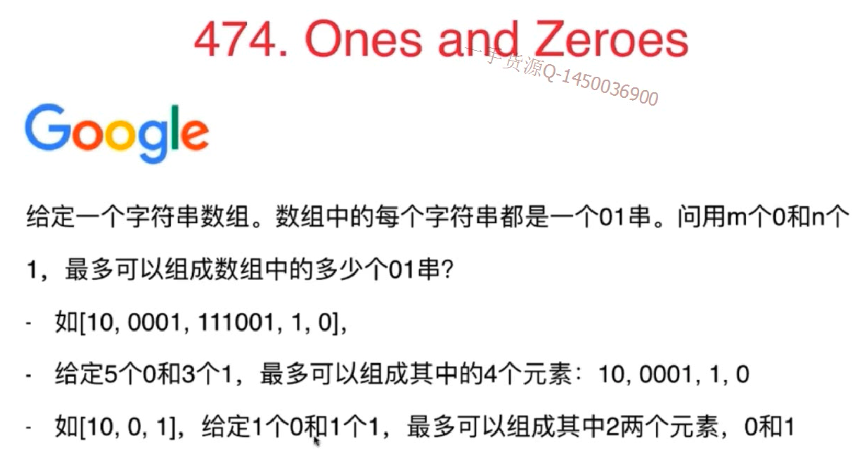 474. Ones and Zeroes
一手货源Q-1450036900
Google
给定一个字符串数组。数组中的每个字符串都是一个01串。问用m个0和n个
1，最多可以组成数组中的多少个01串？
- 如[10, 0001, 111001, 1, 0]，
- 给定5个0和3个1，最多可以组成其中的4个元素：10, 0001, 1, 0
- 如[10, 0, 1]，给定1个0和1个1，最多可以组成其中2两个元素，0和1